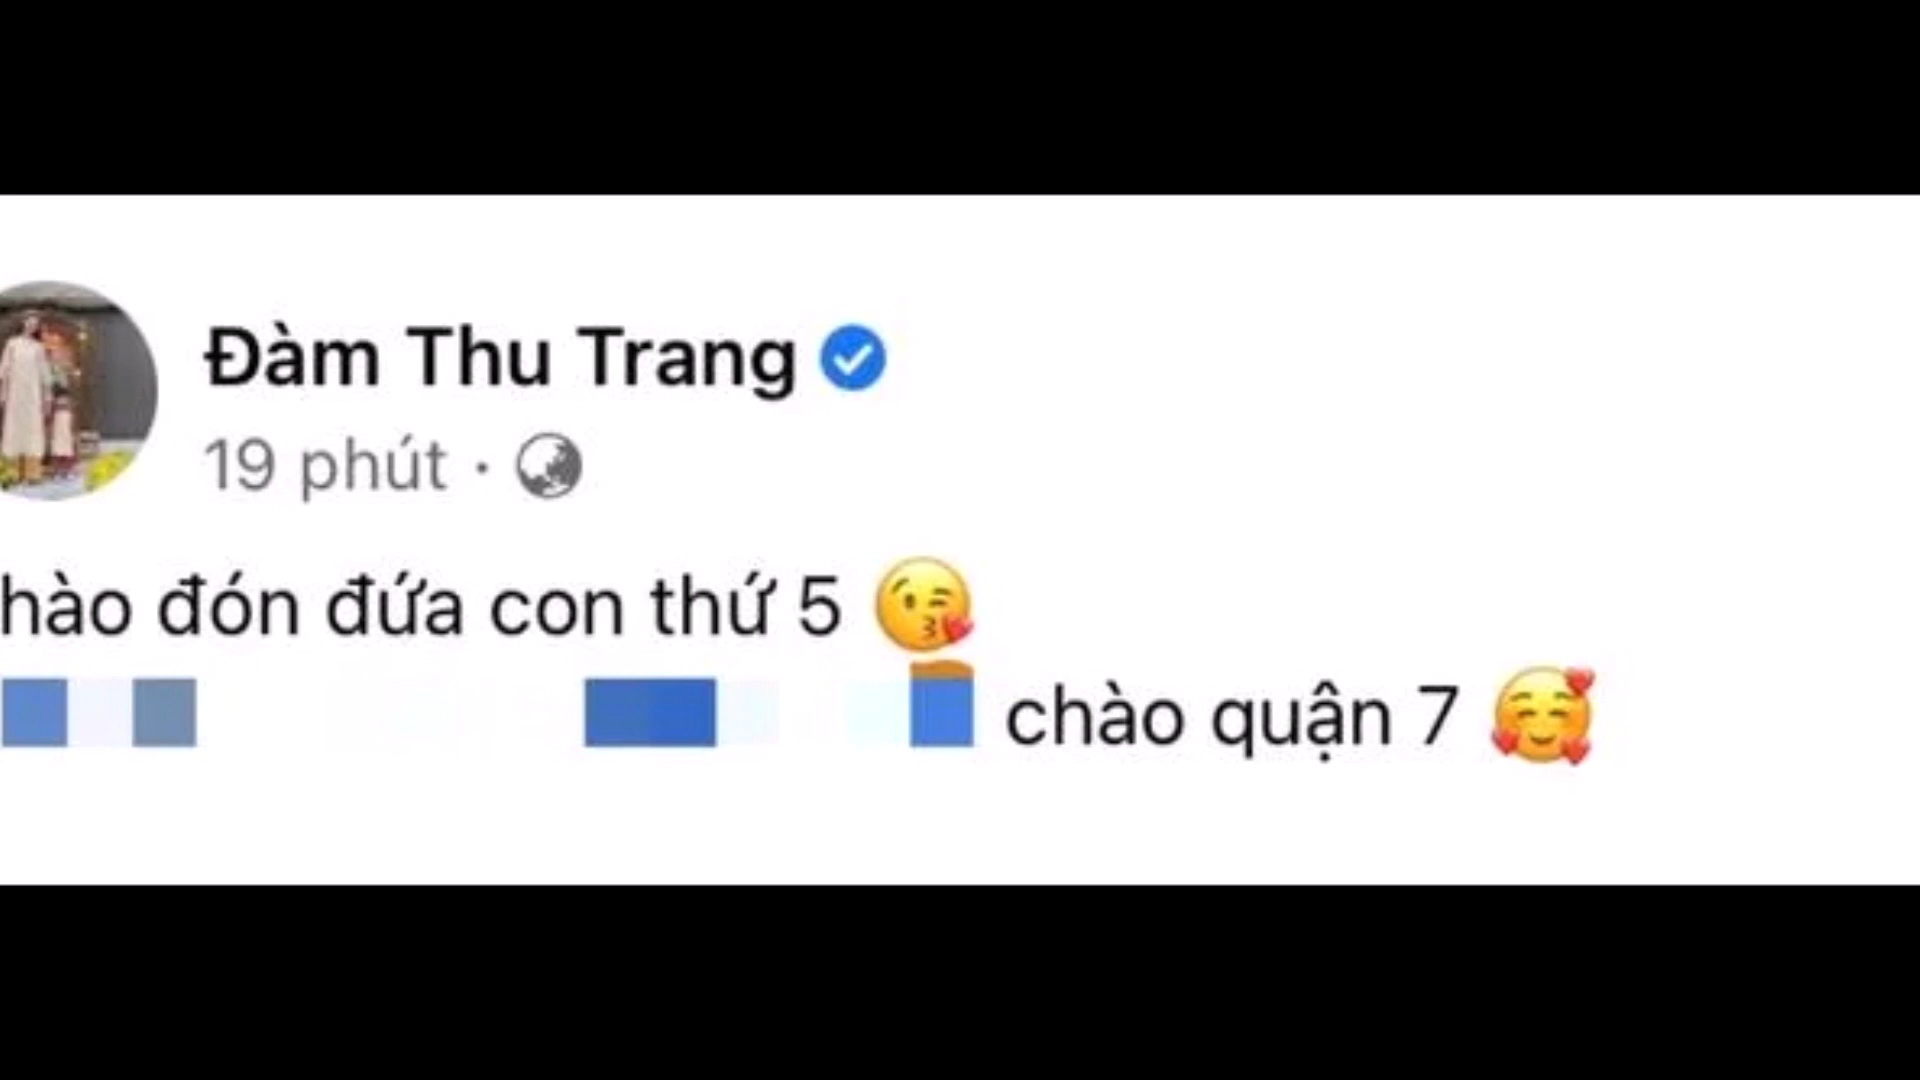 Đàm Thu Trang
19 phút ·
hào đón đứa con thứ 5 😘
chào quận 7 🥰